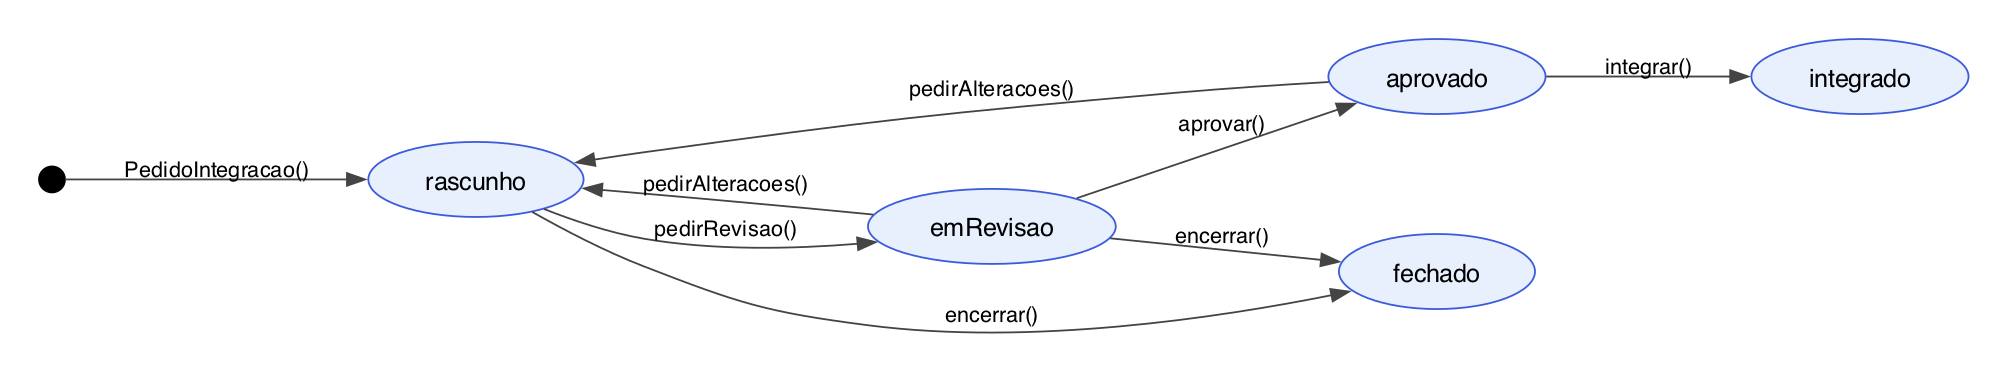 aprovado
integrar()
integrado
pedirAlteracoes()
aprovar()
PedidoIntegracao()
rascunho
pedirAlteracoes()
pedirRevisao()
emRevisao
encerrar()
fechado
encerrar()